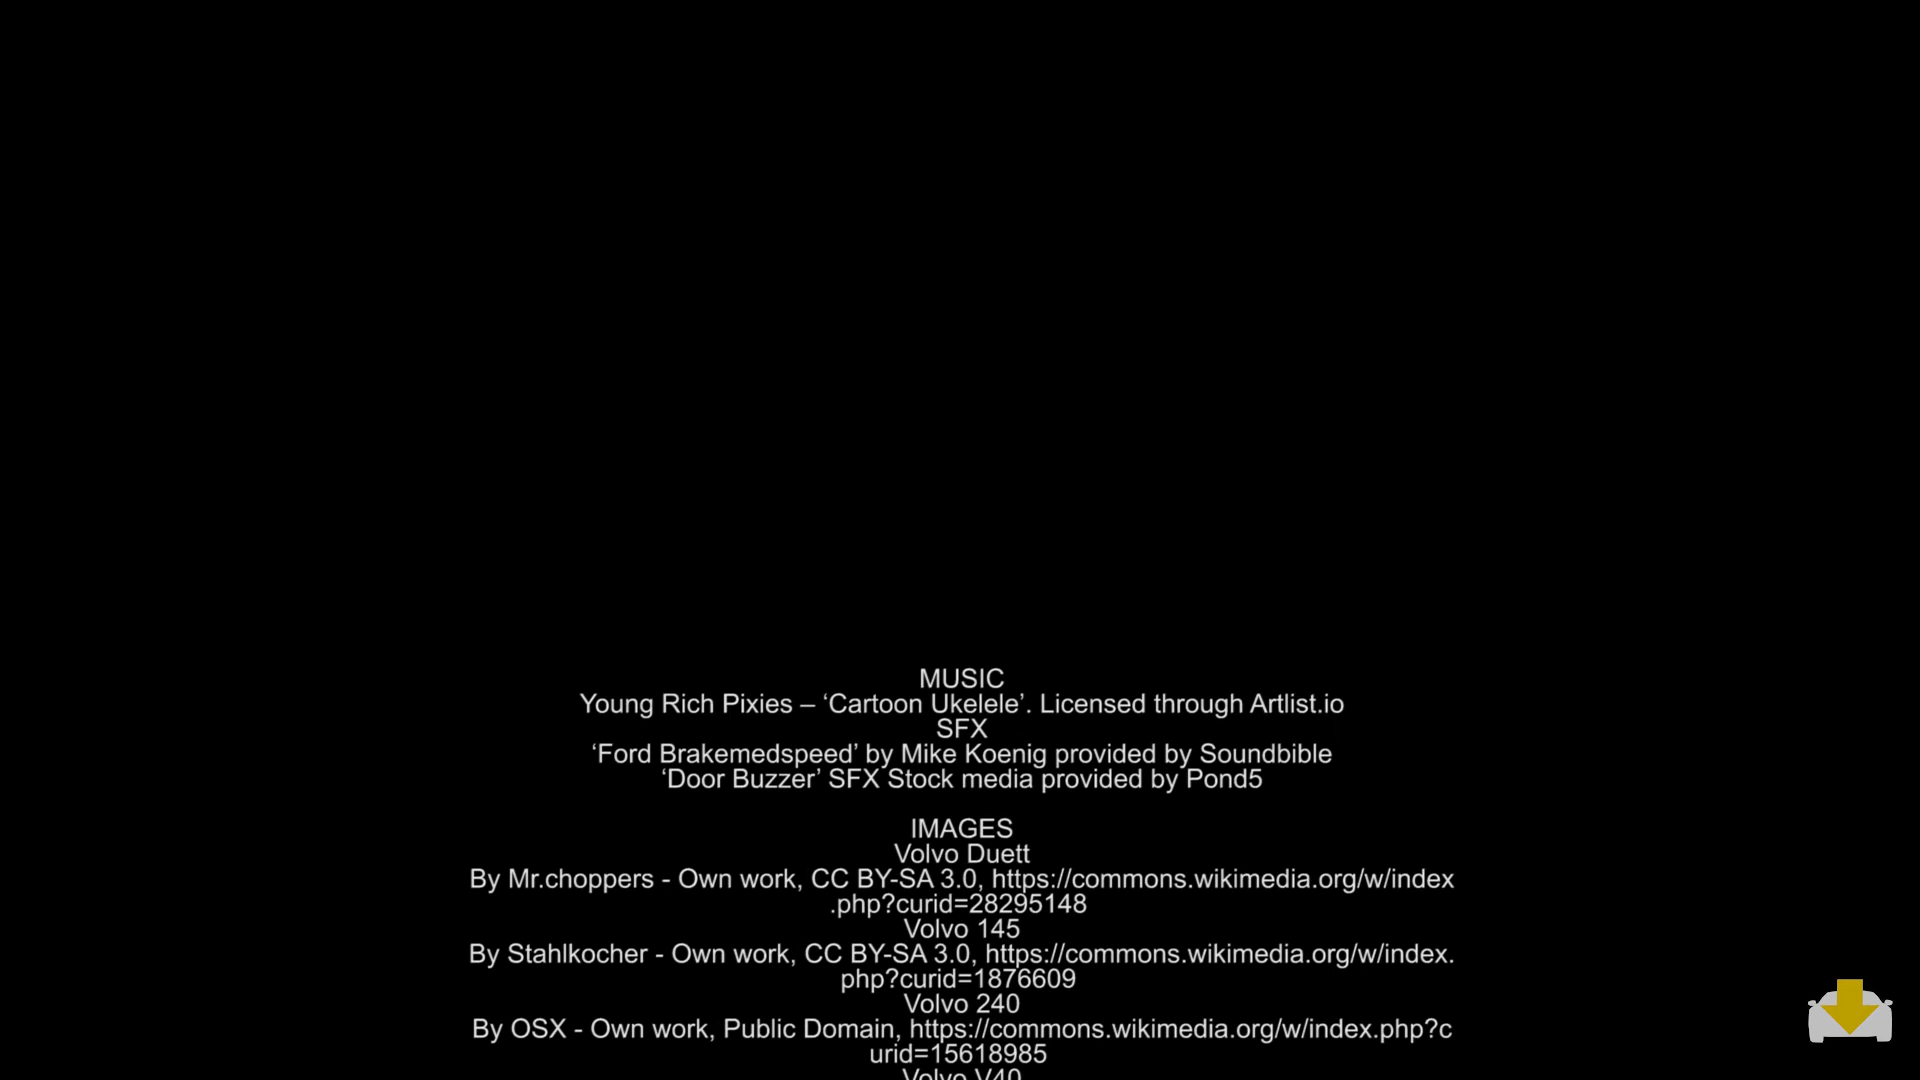 MUSIC
Young Rich Pixies – ‘Cartoon Ukelele’. Licensed through Artlist.io
SFX
‘Ford Brakemedspeed’ by Mike Koenig provided by Soundbible
‘Door Buzzer’ SFX Stock media provided by Pond5
IMAGES
Volvo Duett
By Mr.choppers - Own work, CC BY-SA 3.0, https://commons.wikimedia.org/w/index
.php?curid=28295148
Volvo 145
By Stahlkocher - Own work, CC BY-SA 3.0, https://commons.wikimedia.org/w/index.
php?curid=1876609
Volvo 240
By OSX - Own work, Public Domain, https://commons.wikimedia.org/w/index.php?c
urid=15618985
Volvo V40